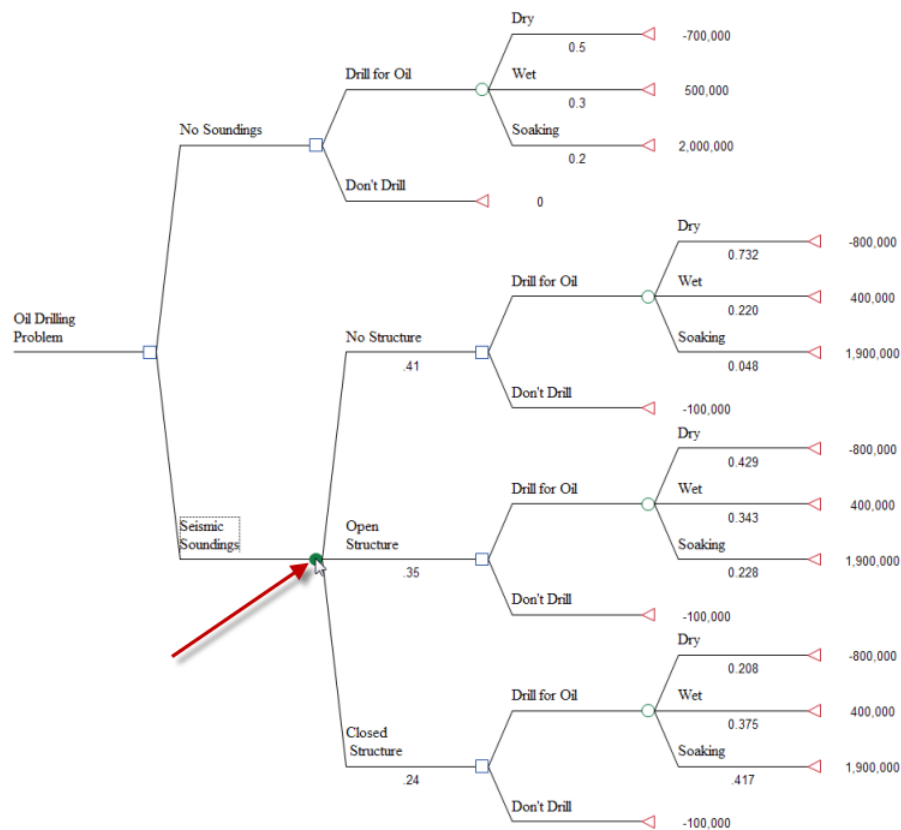 Dry
-700,000
0.5
Drill for Oil
Wet
500,000
0.3
No Soundings
Soaking
2,000,000
0.2
Don't Drill
0
Dry
-800,000
0.732
Drill for Oil
Wet
400,000
0.220
Oil Drilling
Problem
No Structure
Soaking
1,900,000
.41
0.048
Don't Drill
-100,000
Dry
-800,000
0.429
Drill for Oil
Wet
400,000
0.343
Seismic
Soundings
Open
Structure
Soaking
1,900,000
.35
0.228
Don't Drill
-100,000
Dry
-800,000
0.208
Drill for Oil
Wet
400,000
0.375
Closed
Structure
Soaking
1,900,000
.24
.417
Don't Drill
-100,000